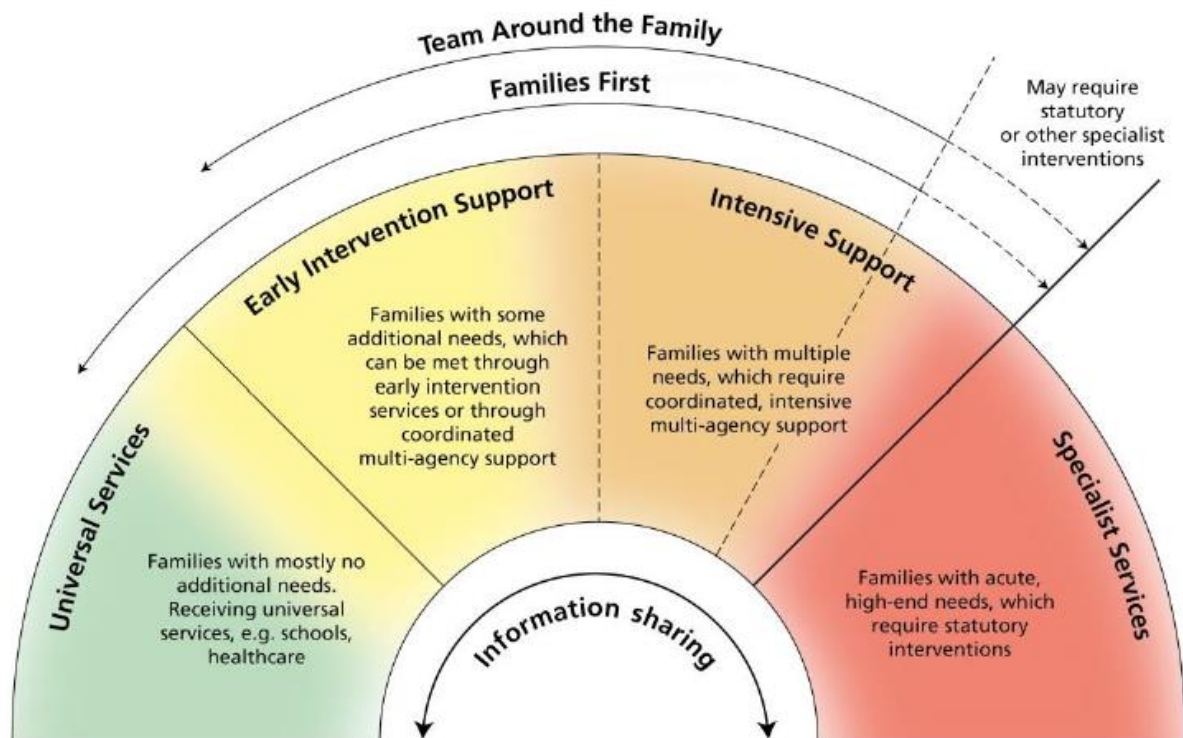 Team Around the Family
Families First
May require
statutory
or other specialist
interventions
Early Intervention Support
Intensive Support
Families with some
additional needs, which
can be met through
early intervention
services or through
coordinated
multi-agency support
Families with multiple
needs, which require
coordinated, intensive
multi-agency support
Universal Services
Specialist Services
Families with mostly no
additional needs.
Receiving universal
services, e.g. schools,
healthcare
Information sharing
Families with acute,
high-end needs, which
require statutory
interventions